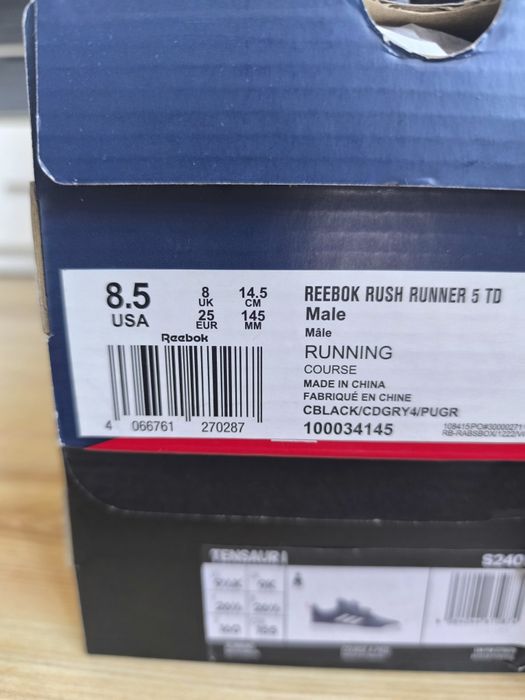 8.5
USA
8
UK
25
EUR
14.5
CM
145
MM
Reebok
4 066761 270287
REEBOK RUSH RUNNER 5 TD
Male
Mâle
RUNNING
COURSE
MADE IN CHINA
FABRIQUÉ EN CHINE
CBLACK/CDGRY4/PUGR
100034145
TENSAUR I
S240